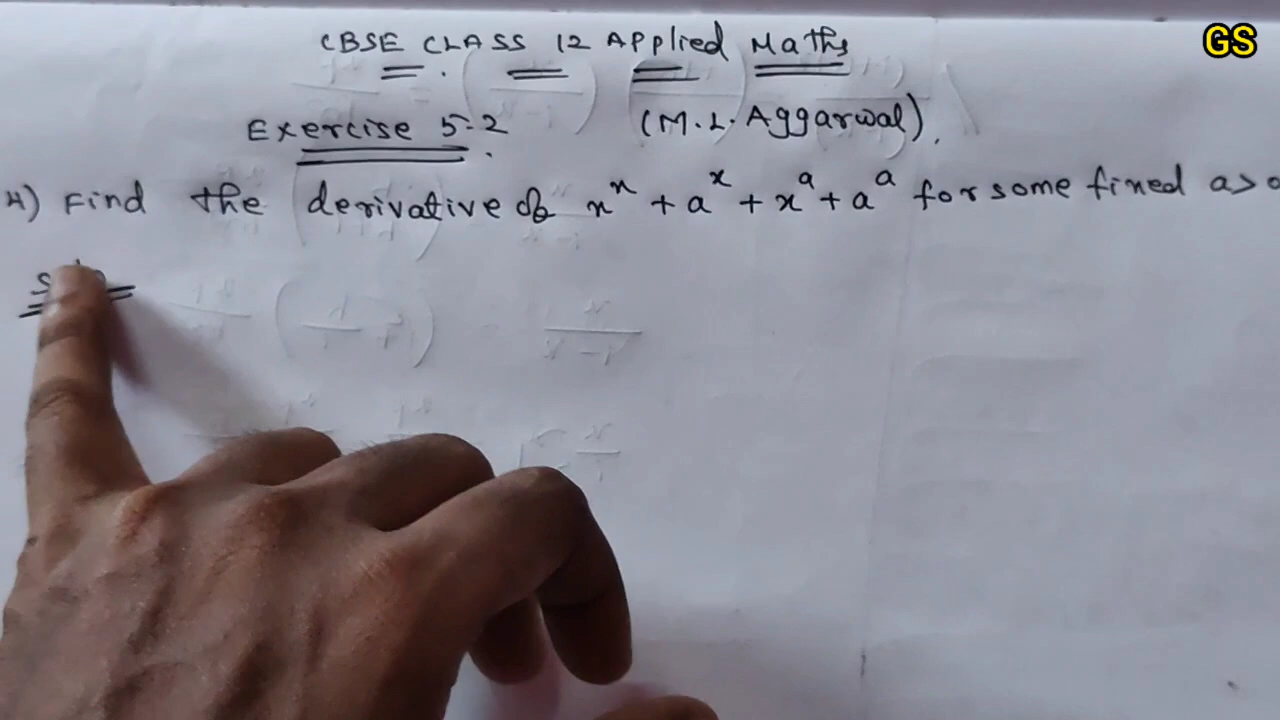 GS
CBSE CLASS 12 Applied Maths
Exercise 5.2 (M.L. Aggarwal).
4) Find the derivative of x^x + a^x + x^a + a^a for some fixed a>0